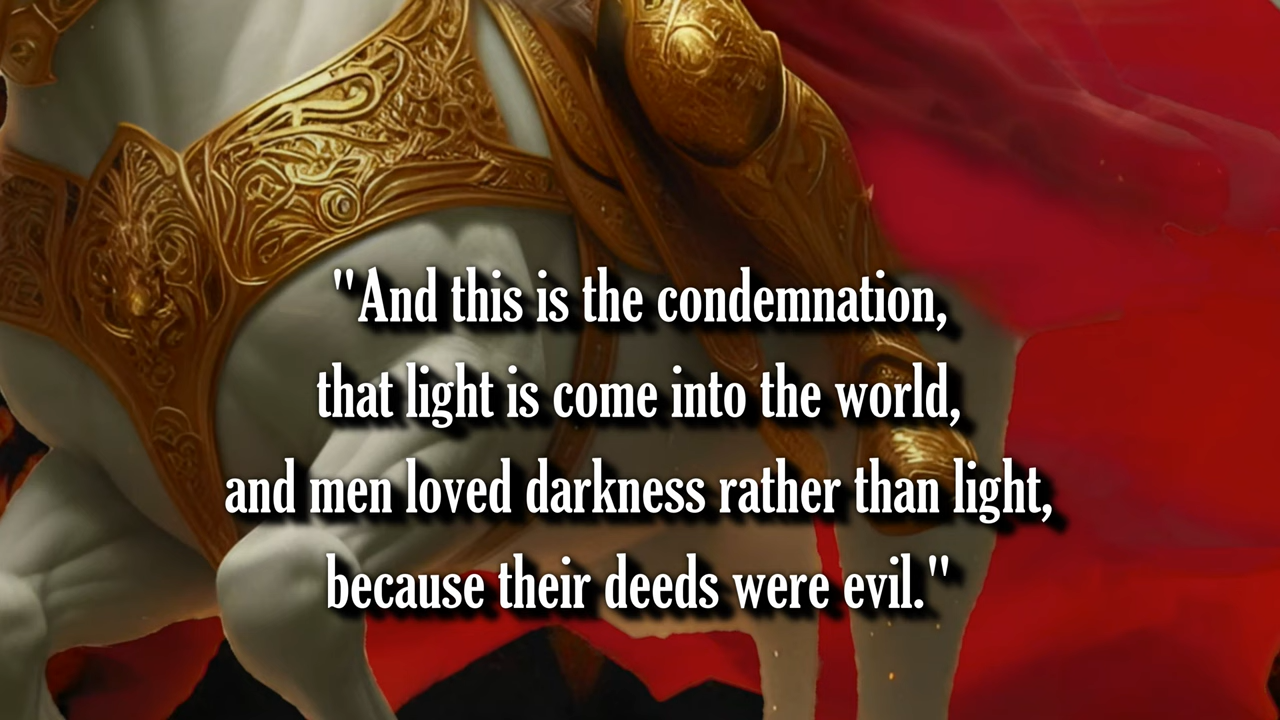 "And this is the condemnation,
that light is come into the world,
and men loved darkness rather than light,
because their deeds were evil."